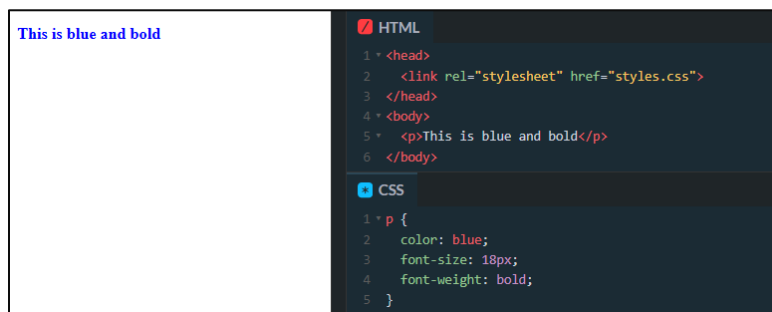 This is blue and bold
HTML
1 <head>
2 <link rel="stylesheet" href="styles.css">
3 </head>
4 <body>
5 <p>This is blue and bold</p>
6 </body>
CSS
1 p {
2 color: blue;
3 font-size: 18px;
4 font-weight: bold;
5 }